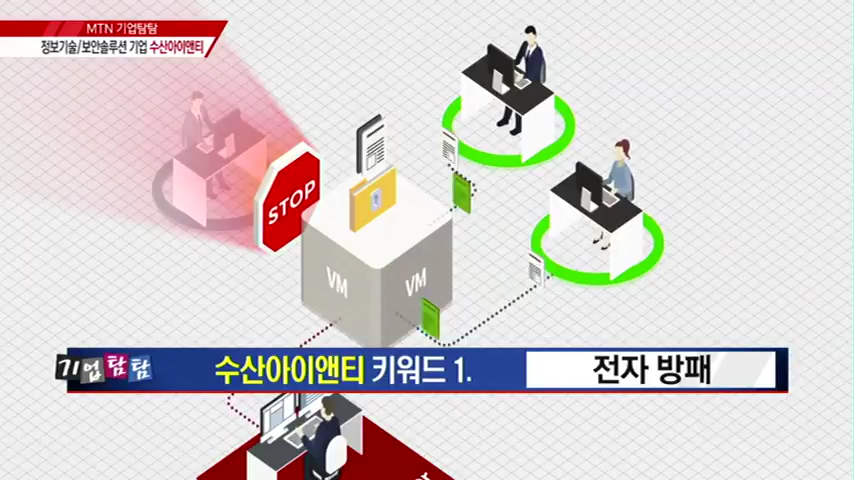 MTN 기업탐탐
정보기술/보안솔루션 기업 수산아이앤티
STOP
VM
VM
기업탐탐
수산아이앤티 키워드 1.
전자 방패